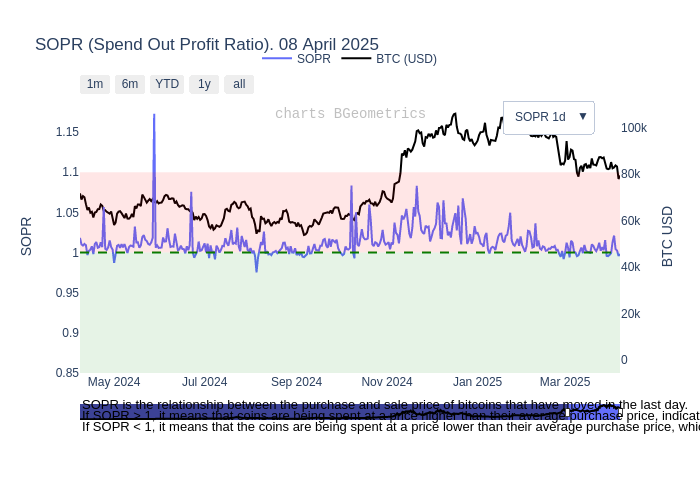 SOPR (Spend Out Profit Ratio). 08 April 2025
SOPR BTC (USD)
1m 6m YTD 1y all
charts BGeometrics
SOPR 1d ▼
1.15
1.1
1.05
1
0.95
0.9
0.85
SOPR
100k
80k
60k
40k
20k
0
BTC USD
May 2024 Jul 2024 Sep 2024 Nov 2024 Jan 2025 Mar 2025
SOPR is the relationship between the purchase and sale price of bitcoins that have moved in the last day.
If SOPR > 1, it means that coins are being spent at a price higher than their average purchase price, indicat
If SOPR < 1, it means that the coins are being spent at a price lower than their average purchase price, whic